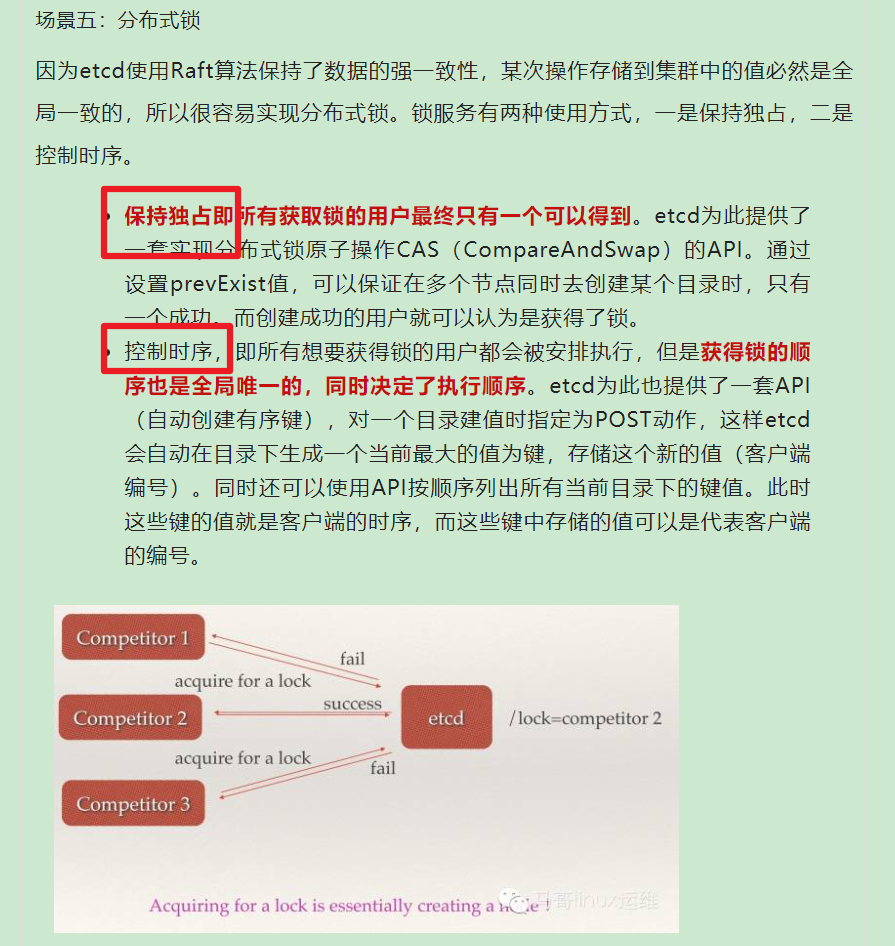 场景五：分布式锁
因为etcd使用Raft算法保持了数据的强一致性，某次操作存储到集群中的值必然是全
局一致的，所以很容易实现分布式锁。锁服务有两种使用方式，一是保持独占，二是
控制时序。
• 保持独占即所有获取锁的用户最终只有一个可以得到。etcd为此提供了
一套实现分布式锁原子操作CAS（CompareAndSwap）的API。通过
设置prevExist值，可以保证在多个节点同时去创建某个目录时，只有
一个成功。而创建成功的用户就可以认为是获得了锁。
• 控制时序，即所有想要获得锁的用户都会被安排执行，但是获得锁的顺
序也是全局唯一的，同时决定了执行顺序。etcd为此也提供了一套API
（自动创建有序键），对一个目录建值时指定为POST动作，这样etcd
会自动在目录下生成一个当前最大的值为键，存储这个新的值（客户端
编号）。同时还可以使用API按顺序列出所有当前目录下的键值。此时
这些键的值就是客户端的时序，而这些键中存储的值可以是代表客户端
的编号。
Competitor 1
fail
acquire for a lock
success
Competitor 2
etcd
/lock=competitor 2
acquire for a lock
fail
Competitor 3
Acquiring for a lock is essentially creating a !
马哥linux运维